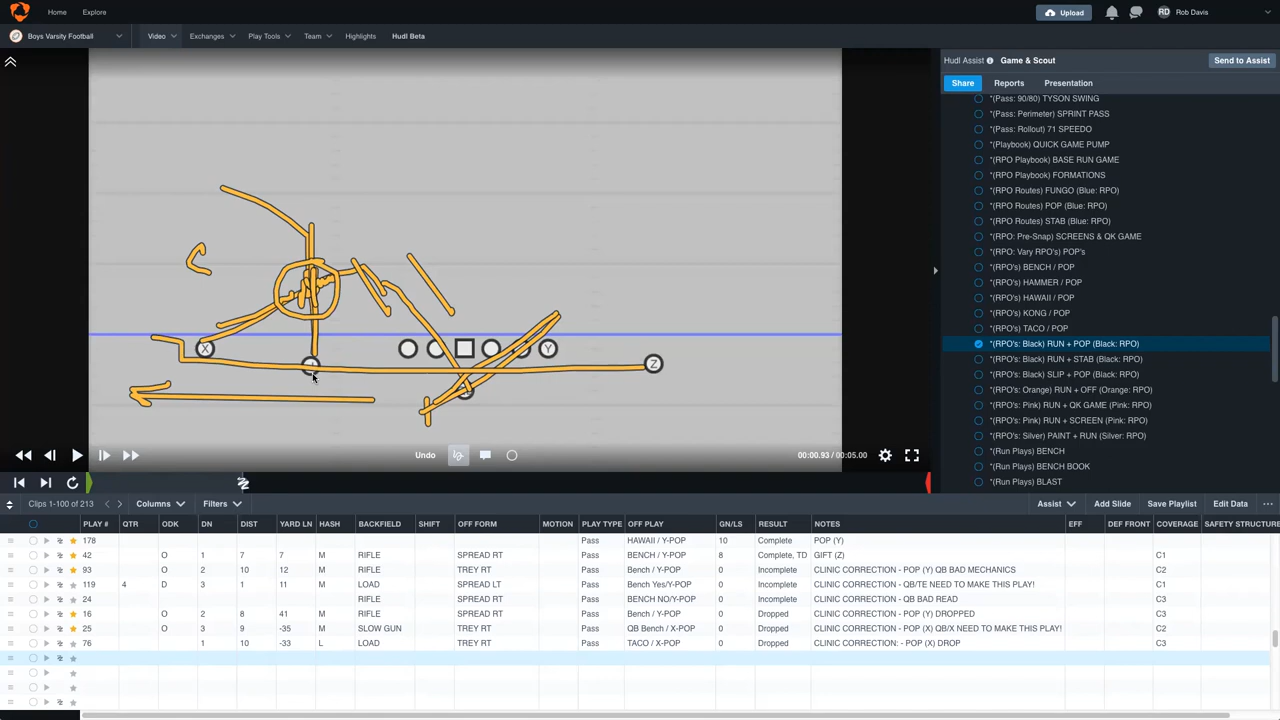 Home Explore Upload RD Rob Davis
Boys Varsity Football Video Exchanges Play Tools Team Highlights Hudl Beta
Hudl Assist Game & Scout Send to Assist
Share Reports Presentation
*(Pass: 90/80) TYSON SWING
*(Pass: Perimeter) SPRINT PASS
*(Pass: Rollout) 71 SPEEDO
*(Playbook) QUICK GAME PUMP
*(RPO Playbook) BASE RUN GAME
*(RPO Playbook) FORMATIONS
*(RPO Routes) FUNGO (Blue: RPO)
*(RPO Routes) POP (Blue: RPO)
*(RPO Routes) STAB (Blue: RPO)
*(RPO: Pre-Snap) SCREENS & QK GAME
*(RPO: Vary RPO's) POP's
*(RPO's) BENCH / POP
*(RPO's) HAMMER / POP
*(RPO's) HAWAII / POP
*(RPO's) KONG / POP
*(RPO's) TACO / POP
*(RPO's: Black) RUN + POP (Black: RPO)
*(RPO's: Black) RUN + STAB (Black: RPO)
*(RPO's: Black) SLIP + POP (Black: RPO)
*(RPO's: Orange) RUN + OFF (Orange: RPO)
*(RPO's: Pink) RUN + QK GAME (Pink: RPO)
*(RPO's: Pink) RUN + SCREEN (Pink: RPO)
*(RPO's: Silver) PAINT + RUN (Silver: RPO)
*(Run Plays) BENCH
*(Run Plays) BENCH BOOK
*(Run Plays) BLAST
X Y Z
Undo 00:00.93 / 00:05.00
Clips 1-100 of 213 Columns Filters Assist Add Slide Save Playlist Edit Data
PLAY # QTR ODK DN DIST YARD LN HASH BACKFIELD SHIFT OFF FORM MOTION PLAY TYPE OFF PLAY GN/LS RESULT NOTES EFF DEF FRONT COVERAGE SAFETY STRUCTURE
178 Pass HAWAII / Y-POP 10 Complete POP (Y)
42 O 1 7 7 M RIFLE SPREAD RT Pass BENCH / Y-POP 8 Complete, TD GIFT (Z) C1
93 O 2 10 12 M RIFLE TREY RT Pass Bench / Y-POP 0 Incomplete CLINIC CORRECTION - POP (Y) QB BAD MECHANICS C2
119 4 D 3 1 11 M LOAD SPREAD LT Pass Bench Yes/Y-POP 0 Incomplete CLINIC CORRECTION - QB/TE NEED TO MAKE THIS PLAY! C1
24 RIFLE SPREAD RT Pass BENCH NO/Y-POP 0 Incomplete CLINIC CORRECTION - QB BAD READ C3
16 O 2 8 41 M RIFLE SPREAD RT Pass Bench / Y-POP 0 Dropped CLINIC CORRECTION - POP (Y) DROPPED C3
25 O 3 9 -35 M SLOW GUN TREY RT Pass QB Bench / X-POP 0 Dropped CLINIC CORRECTION - POP (X) QB/X NEED TO MAKE THIS PLAY! C2
76 1 10 -33 L LOAD TREY RT Pass TACO / X-POP 0 Dropped CLINIC CORRECTION: - POP (X) DROP C3